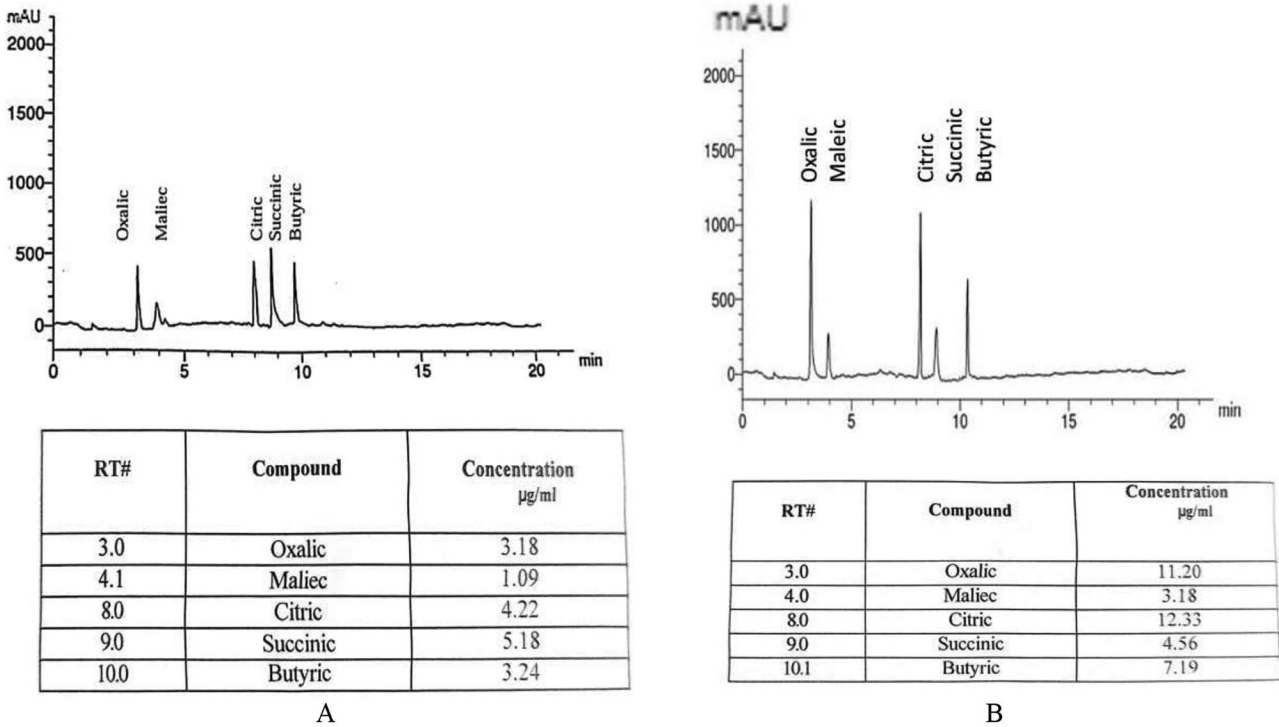 mAU
2000
1500
1000
500
0
Oxalic
Maliec
Citric
Succinic
Butyric
0 5 10 15 20 min
RT# Compound Concentration µg/ml
3.0 Oxalic 3.18
4.1 Maliec 1.09
8.0 Citric 4.22
9.0 Succinic 5.18
10.0 Butyric 3.24
A
mAU
2000
1500
1000
500
0
Oxalic
Maleic
Citric
Succinic
Butyric
0 5 10 15 20 min
RT# Compound Concentration µg/ml
3.0 Oxalic 11.20
4.0 Maliec 3.18
8.0 Citric 12.33
9.0 Succinic 4.56
10.1 Butyric 7.19
B